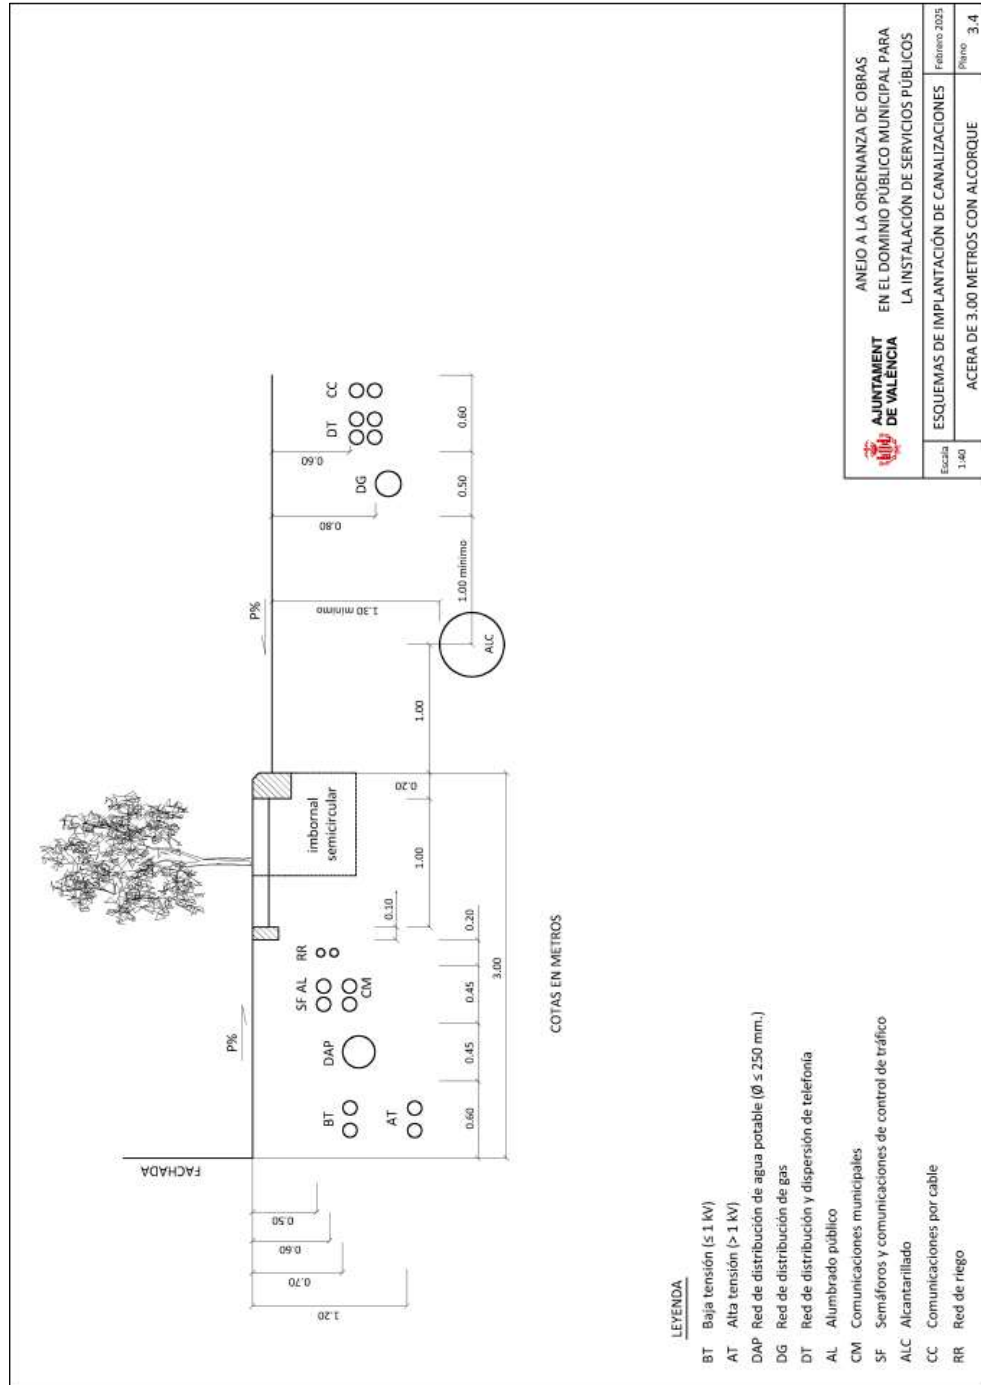 FACHADA
P%
P%
BT
AT
DAP
SF AL
CM
RR
imbornal
semicircular
ALC
DG
DT
CC
0.50
0.60
0.70
1.20
0.60
0.45
0.45
0.20
3.00
0.10
1.00
0.20
1.00
1.30 mínimo
1.00 mínimo
0.80
0.60
0.50
0.60
COTAS EN METROS
LEYENDA
BT Baja tensión (≤ 1 kV)
AT Alta tensión (> 1 kV)
DAP Red de distribución de agua potable (Ø ≤ 250 mm.)
DG Red de distribución de gas
DT Red de distribución y dispersión de telefonía
AL Alumbrado público
CM Comunicaciones municipales
SF Semáforos y comunicaciones de control de tráfico
ALC Alcantarillado
CC Comunicaciones por cable
RR Red de riego
AJUNTAMENT
DE VALÈNCIA
ANEJO A LA ORDENANZA DE OBRAS
EN EL DOMINIO PÚBLICO MUNICIPAL PARA
LA INSTALACIÓN DE SERVICIOS PÚBLICOS
Escala
1:40
ESQUEMAS DE IMPLANTACIÓN DE CANALIZACIONES
Febrero 2025
ACERA DE 3.00 METROS CON ALCORQUE
Plano 3.4